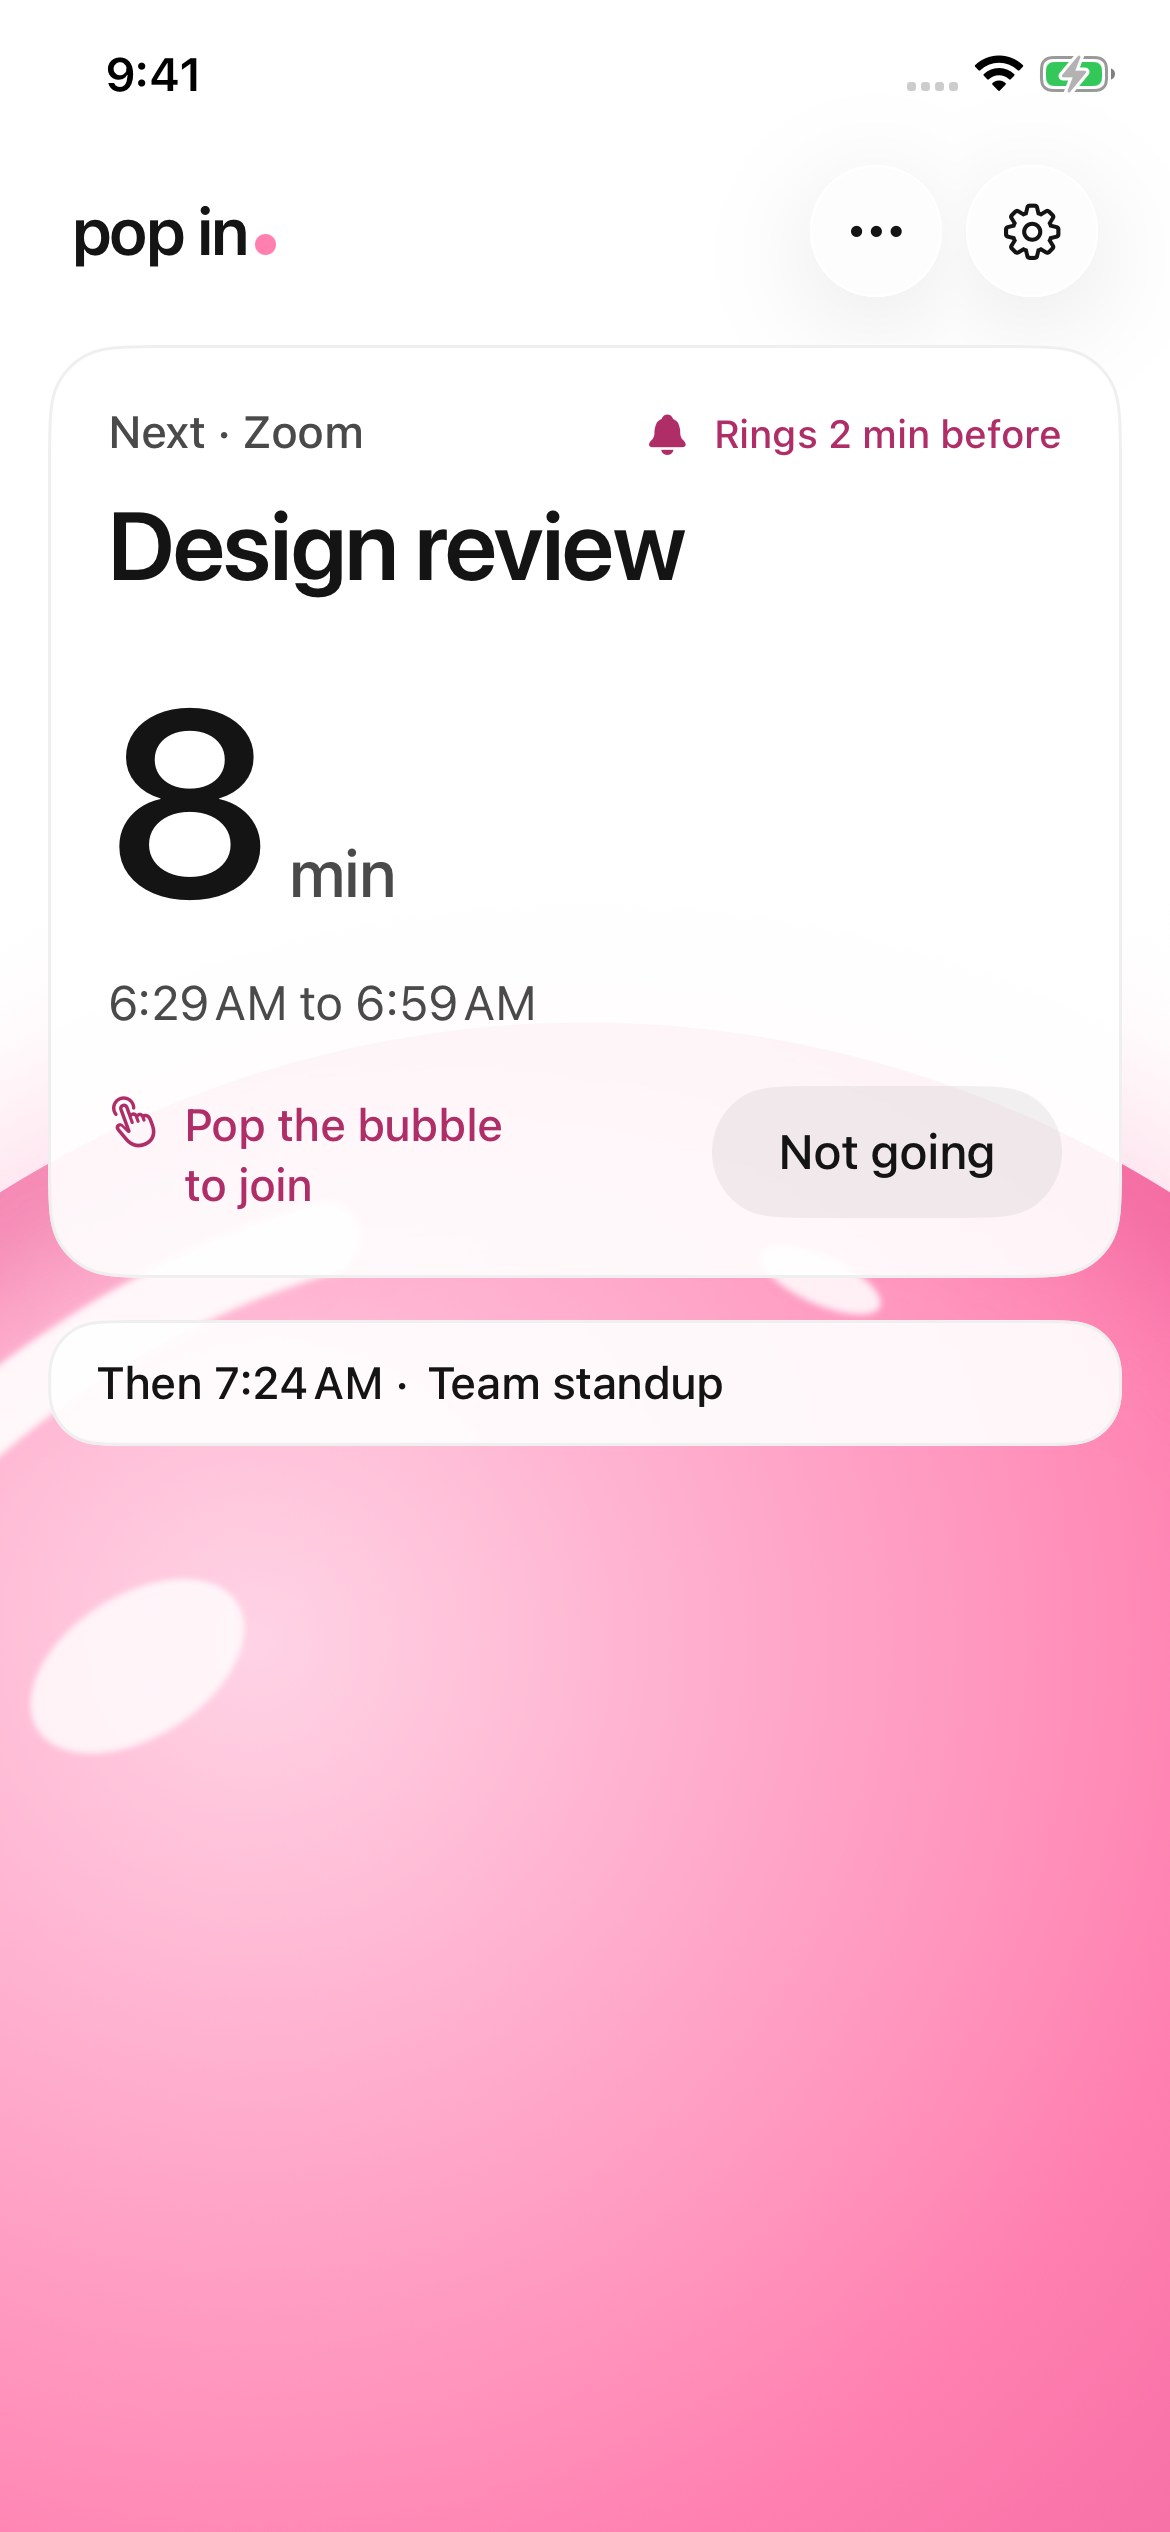 9:41
pop in.
Next · Zoom
Rings 2 min before
Design review
8 min
6:29 AM to 6:59 AM
Pop the bubble
to join
Not going
Then 7:24 AM · Team standup